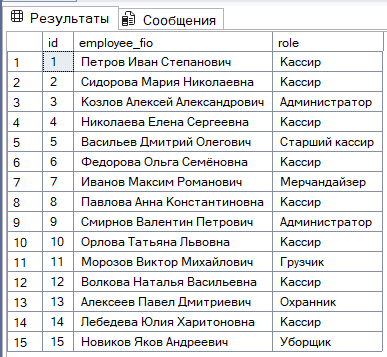 Результаты Сообщения
id employee_fio role
1 1 Петров Иван Степанович Кассир
2 2 Сидорова Мария Николаевна Кассир
3 3 Козлов Алексей Александрович Администратор
4 4 Николаева Елена Сергеевна Кассир
5 5 Васильев Дмитрий Олегович Старший кассир
6 6 Федорова Ольга Семёновна Кассир
7 7 Иванов Максим Романович Мерчандайзер
8 8 Павлова Анна Константиновна Кассир
9 9 Смирнов Валентин Петрович Администратор
10 10 Орлова Татьяна Львовна Кассир
11 11 Морозов Виктор Михайлович Грузчик
12 12 Волкова Наталья Васильевна Кассир
13 13 Алексеев Павел Дмитриевич Охранник
14 14 Лебедева Юлия Харитоновна Кассир
15 15 Новиков Яков Андреевич Уборщик